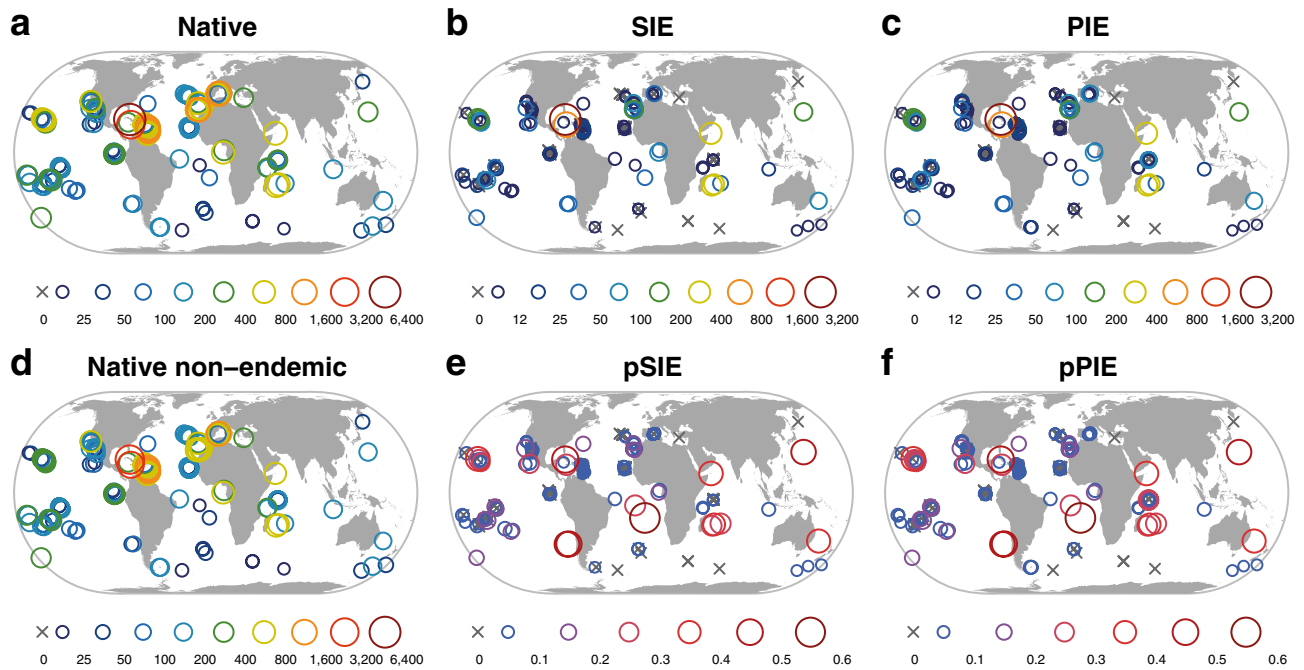 a Native
b SIE
c PIE
0 25 50 100 200 400 800 1,600 3,200 6,400
0 12 25 50 100 200 400 800 1,600 3,200
0 12 25 50 100 200 400 800 1,600 3,200
d Native non−endemic
e pSIE
f pPIE
0 25 50 100 200 400 800 1,600 3,200 6,400
0 0.1 0.2 0.3 0.4 0.5 0.6
0 0.1 0.2 0.3 0.4 0.5 0.6